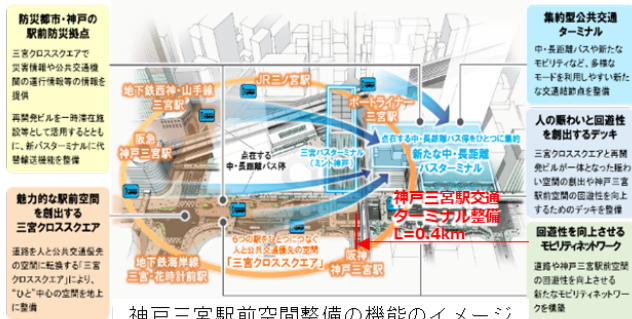 防災都市・神戸の
駅前防災拠点
三宮クロススクエアで
災害情報や公共交通機
関の運行情報等の情報を
提供
再開発ビルを一時滞在施
設等として活用するととも
に、新バスターミナルに代
替輸送機能を整備
魅力的な駅前空間
を創出する
三宮クロススクエア
道路を人と公共交通優先
の空間に転換する「三宮
クロススクエア」により、
"ひと"中心の空間を地上
に整備
JR三ノ宮駅
地下鉄西神・山手線
三宮駅
ポートライナー
三宮駅
阪急
神戸三宮駅
点在する
中・長距離バス停
三宮バスターミナル
(ミント神戸)
点在する中・長距離バス停をひとつに集約
新たな中・長距離
バスターミナル
神戸三宮駅交通
ターミナル整備
L=0.4km
6つの駅をひとつにつなぐ
人と公共交通優先の空間
「三宮クロススクエア」
地下鉄海岸線
三宮・花時計前駅
阪神
神戸三宮駅
集約型公共交通
ターミナル
中・長距離バスや新たな
モビリティなど、多様な
モードを利用しやすい新た
な交通結節点を整備
人の賑わいと回遊性
を創出するデッキ
三宮クロススクエアと再開
発ビルが一体となった賑わ
い空間の創出や神戸三宮
駅前空間の回遊性を向上
するためのデッキを整備
回遊性を向上させる
モビリティネットワーク
道路や神戸三宮駅前空間
の回遊性を向上させる
新たなモビリティネットワー
クを構築
神戸三宮駅前空間整備の機能のイメージ